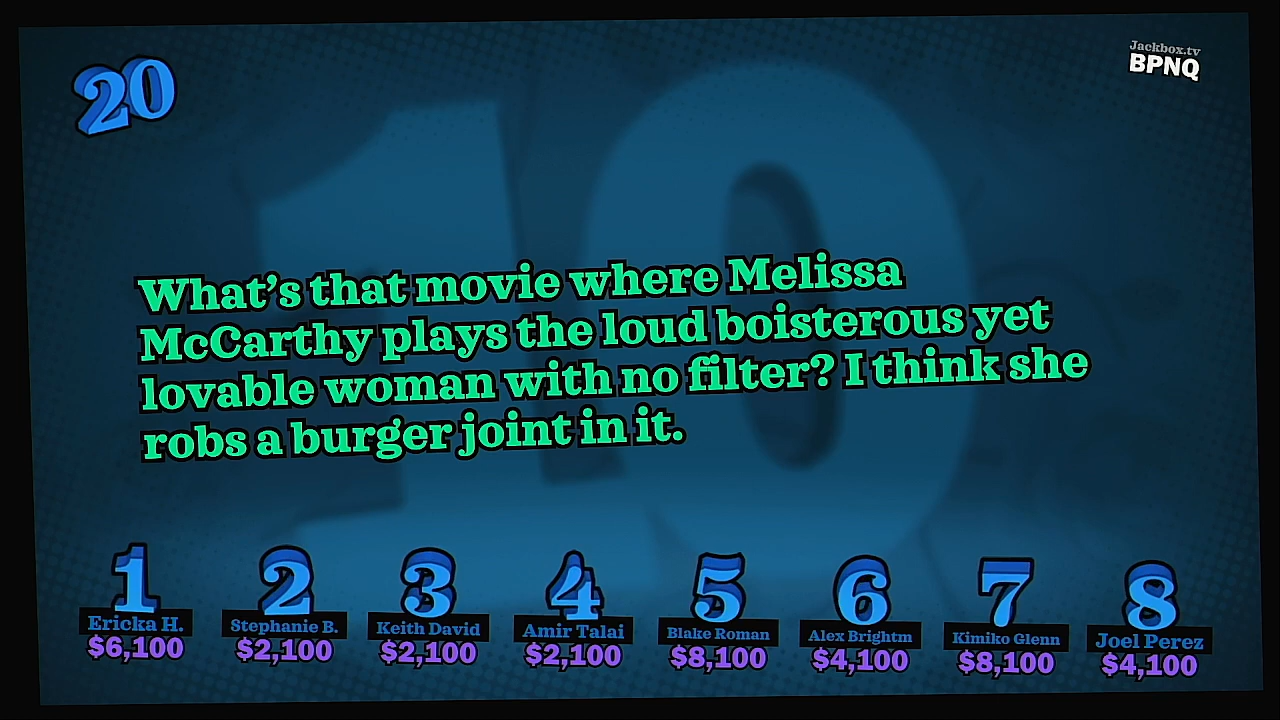 20
Jackbox.tv
BPNQ
10
What's that movie where Melissa
McCarthy plays the loud boisterous yet
lovable woman with no filter? I think she
robs a burger joint in it.
1 2 3 4 5 6 7 8
Ericka H. Stephanie B. Keith David Amir Talai Blake Roman Alex Brightm Kimiko Glenn Joel Perez
$6,100 $2,100 $2,100 $2,100 $8,100 $4,100 $8,100 $4,100